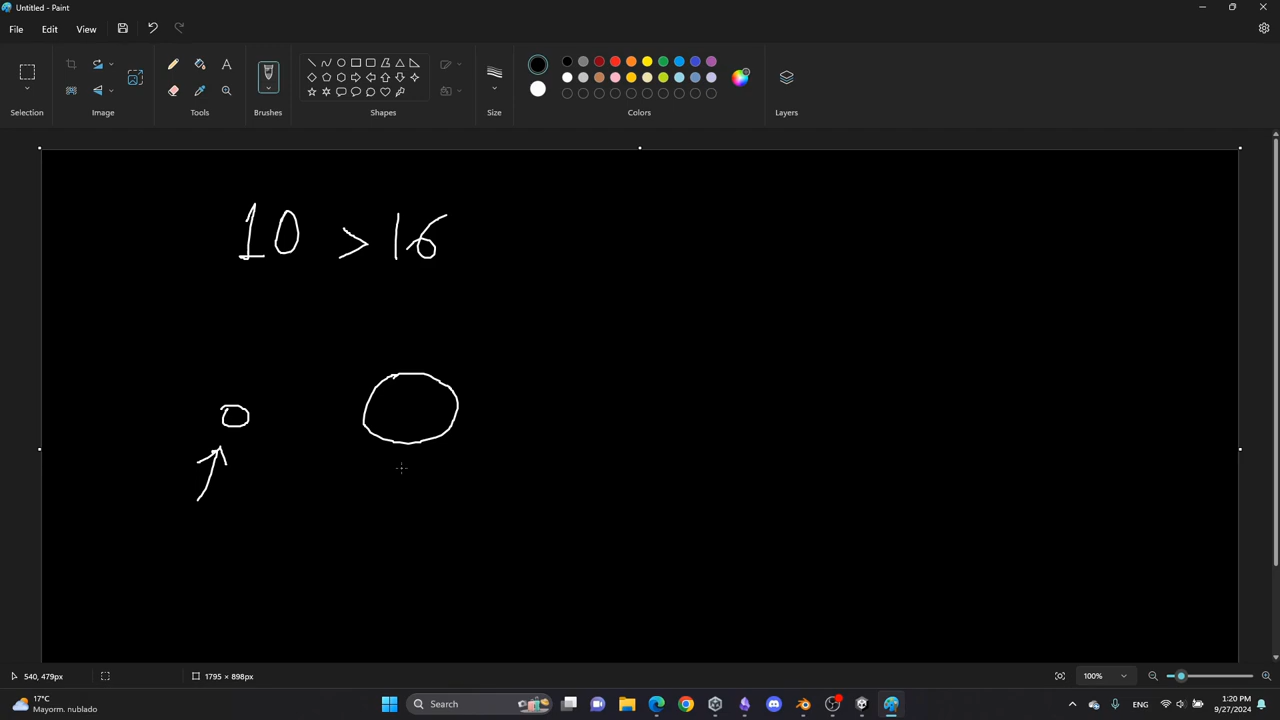 Untitled - Paint
File Edit View
Selection Image Tools Brushes Shapes Size Colors Layers
A
10 > 16
540, 479px 1795 × 898px 100%
17°C
Mayorm. nublado
Search
ENG
1:20 PM
9/27/2024